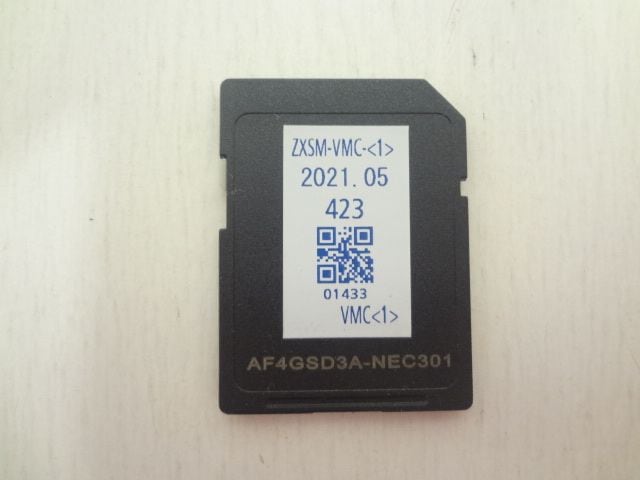 ZXSM-VMC-<1>
2021.05
423
01433
VMC<1>
AF4GSD3A-NEC301